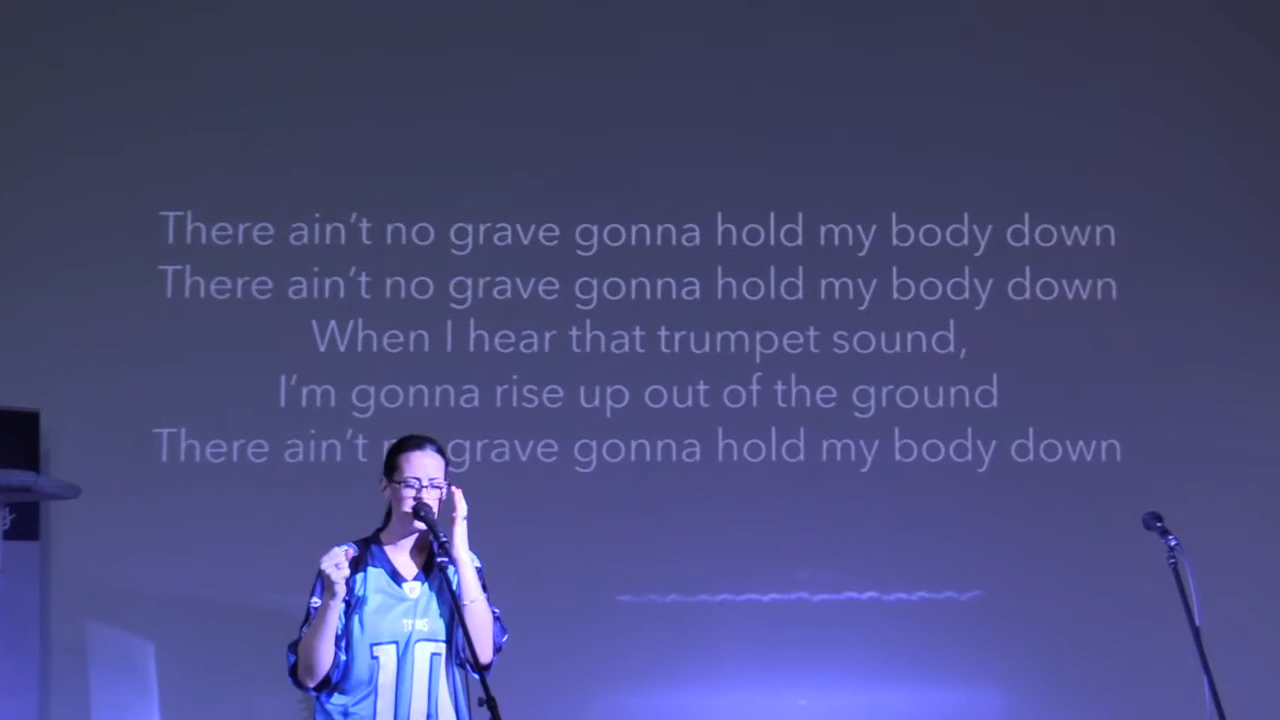 There ain't no grave gonna hold my body down
There ain't no grave gonna hold my body down
When I hear that trumpet sound,
I'm gonna rise up out of the ground
There ain't grave gonna hold my body down
TITANS
10